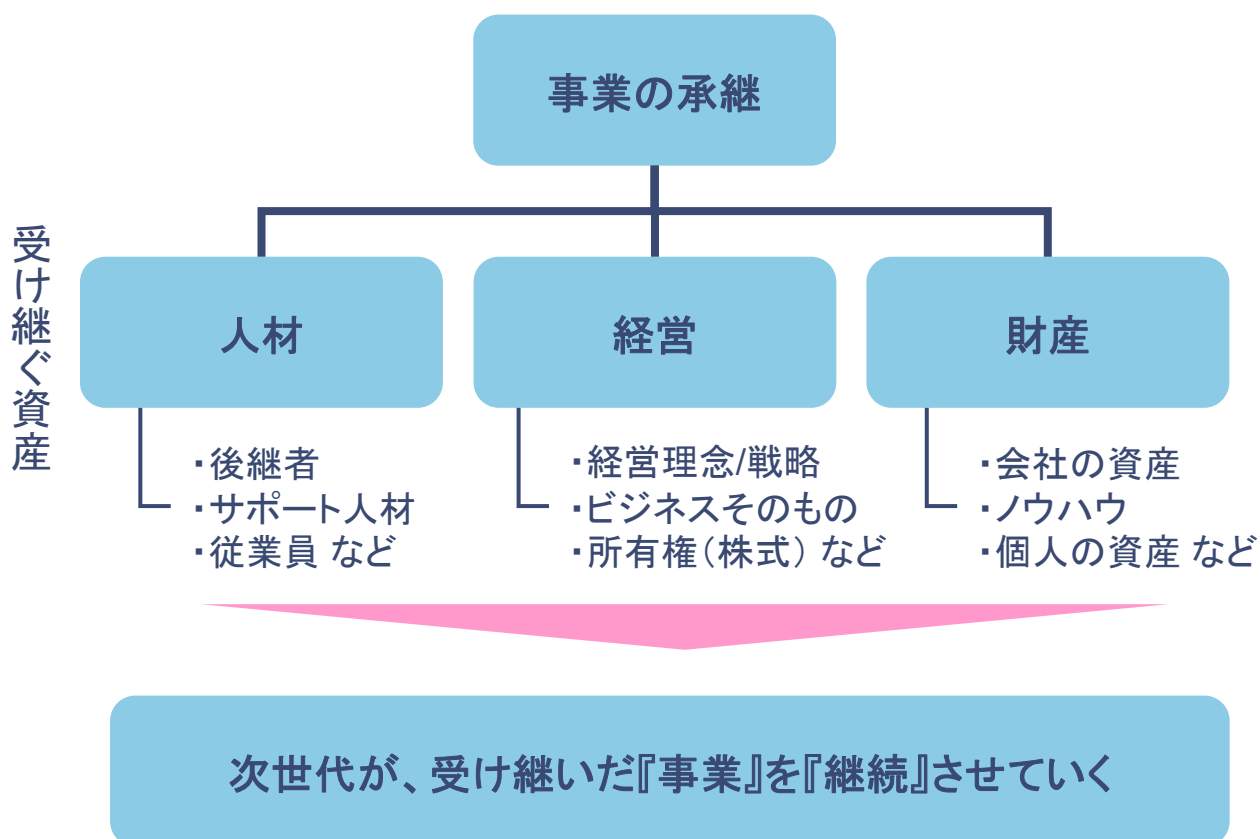 事業の承継
受け継ぐ資産
人材
経営
財産
・後継者
・サポート人材
・従業員 など
・経営理念/戦略
・ビジネスそのもの
・所有権（株式） など
・会社の資産
・ノウハウ
・個人の資産 など
次世代が、受け継いだ『事業』を『継続』させていく